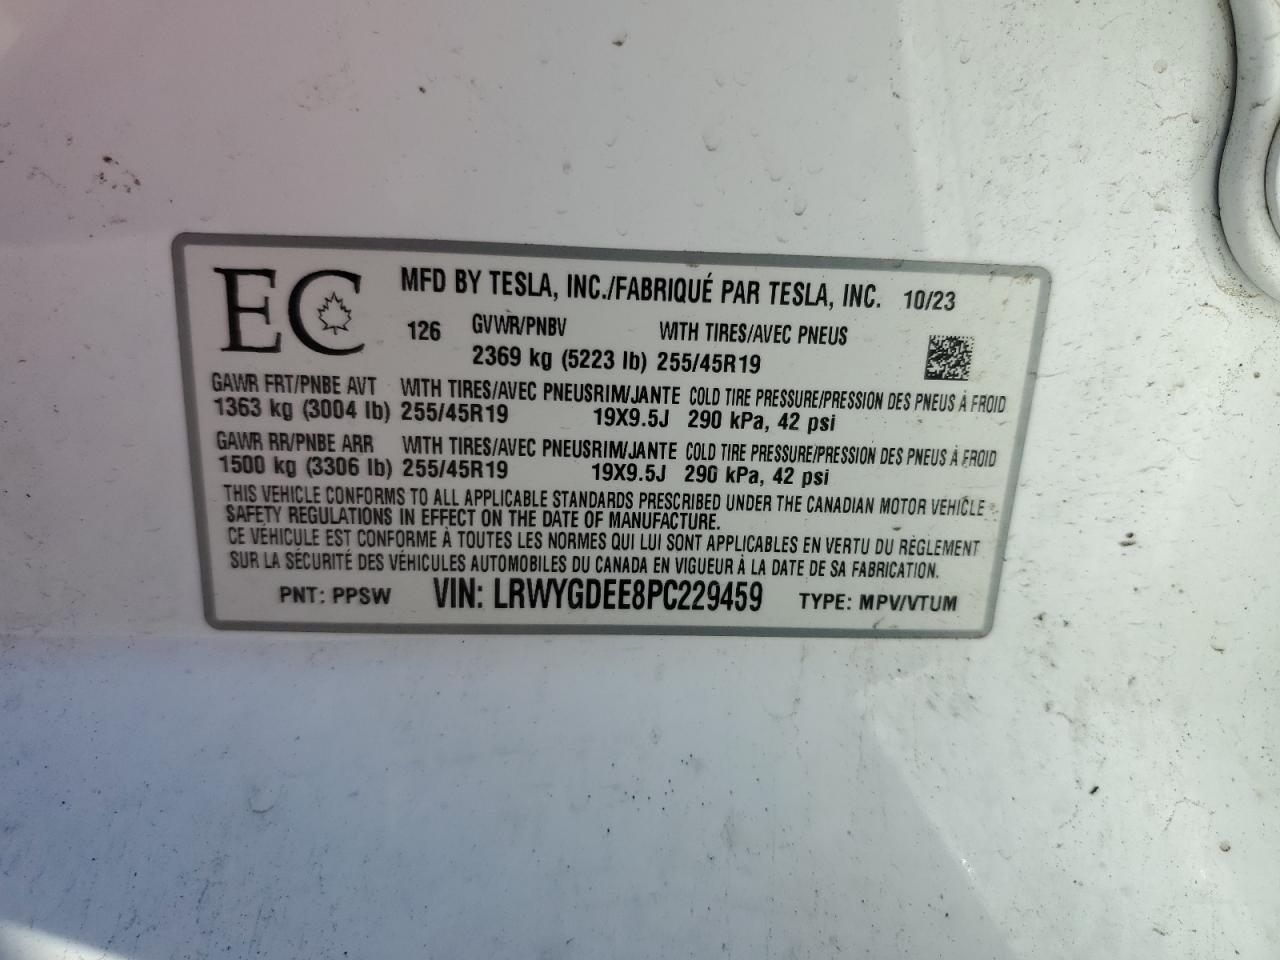 EC MFD BY TESLA, INC./FABRIQUÉ PAR TESLA, INC. 10/23
126 GVWR/PNBV WITH TIRES/AVEC PNEUS
2369 kg (5223 lb) 255/45R19
GAWR FRT/PNBE AVT WITH TIRES/AVEC PNEUS RIM/JANTE COLD TIRE PRESSURE/PRESSION DES PNEUS À FROID
1363 kg (3004 lb) 255/45R19 19X9.5J 290 kPa, 42 psi
GAWR RR/PNBE ARR WITH TIRES/AVEC PNEUS RIM/JANTE COLD TIRE PRESSURE/PRESSION DES PNEUS À FROID
1500 kg (3306 lb) 255/45R19 19X9.5J 290 kPa, 42 psi
THIS VEHICLE CONFORMS TO ALL APPLICABLE STANDARDS PRESCRIBED UNDER THE CANADIAN MOTOR VEHICLE
SAFETY REGULATIONS IN EFFECT ON THE DATE OF MANUFACTURE.
CE VÉHICULE EST CONFORME À TOUTES LES NORMES QUI LUI SONT APPLICABLES EN VERTU DU RÈGLEMENT
SUR LA SÉCURITÉ DES VÉHICULES AUTOMOBILES DU CANADA EN VIGUEUR À LA DATE DE SA FABRICATION.
PNT: PPSW VIN: LRWYGDEE8PC229459 TYPE: MPV/VTUM